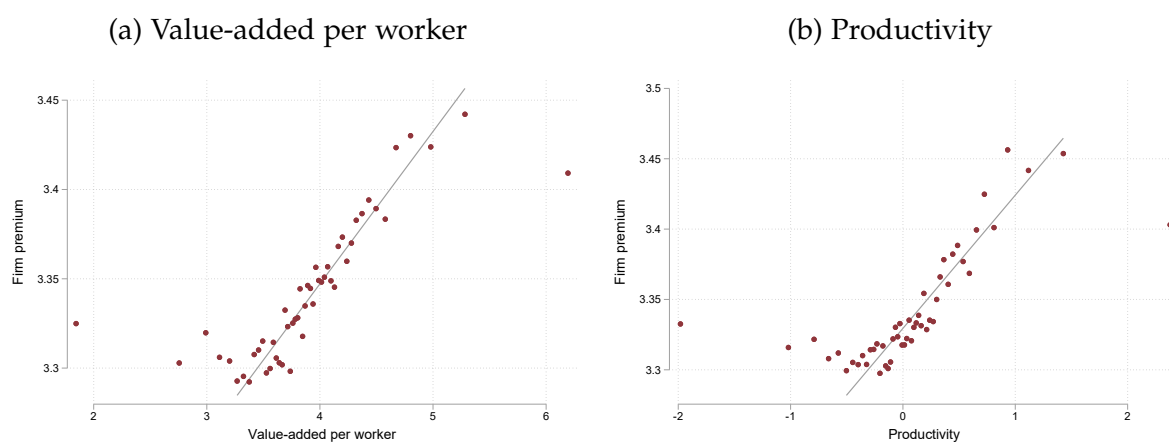 (a) Value-added per worker
3.45
3.4
3.35
3.3
Firm premium
2 3 4 5 6
Value-added per worker
(b) Productivity
3.5
3.45
3.4
3.35
3.3
Firm premium
-2 -1 0 1 2
Productivity